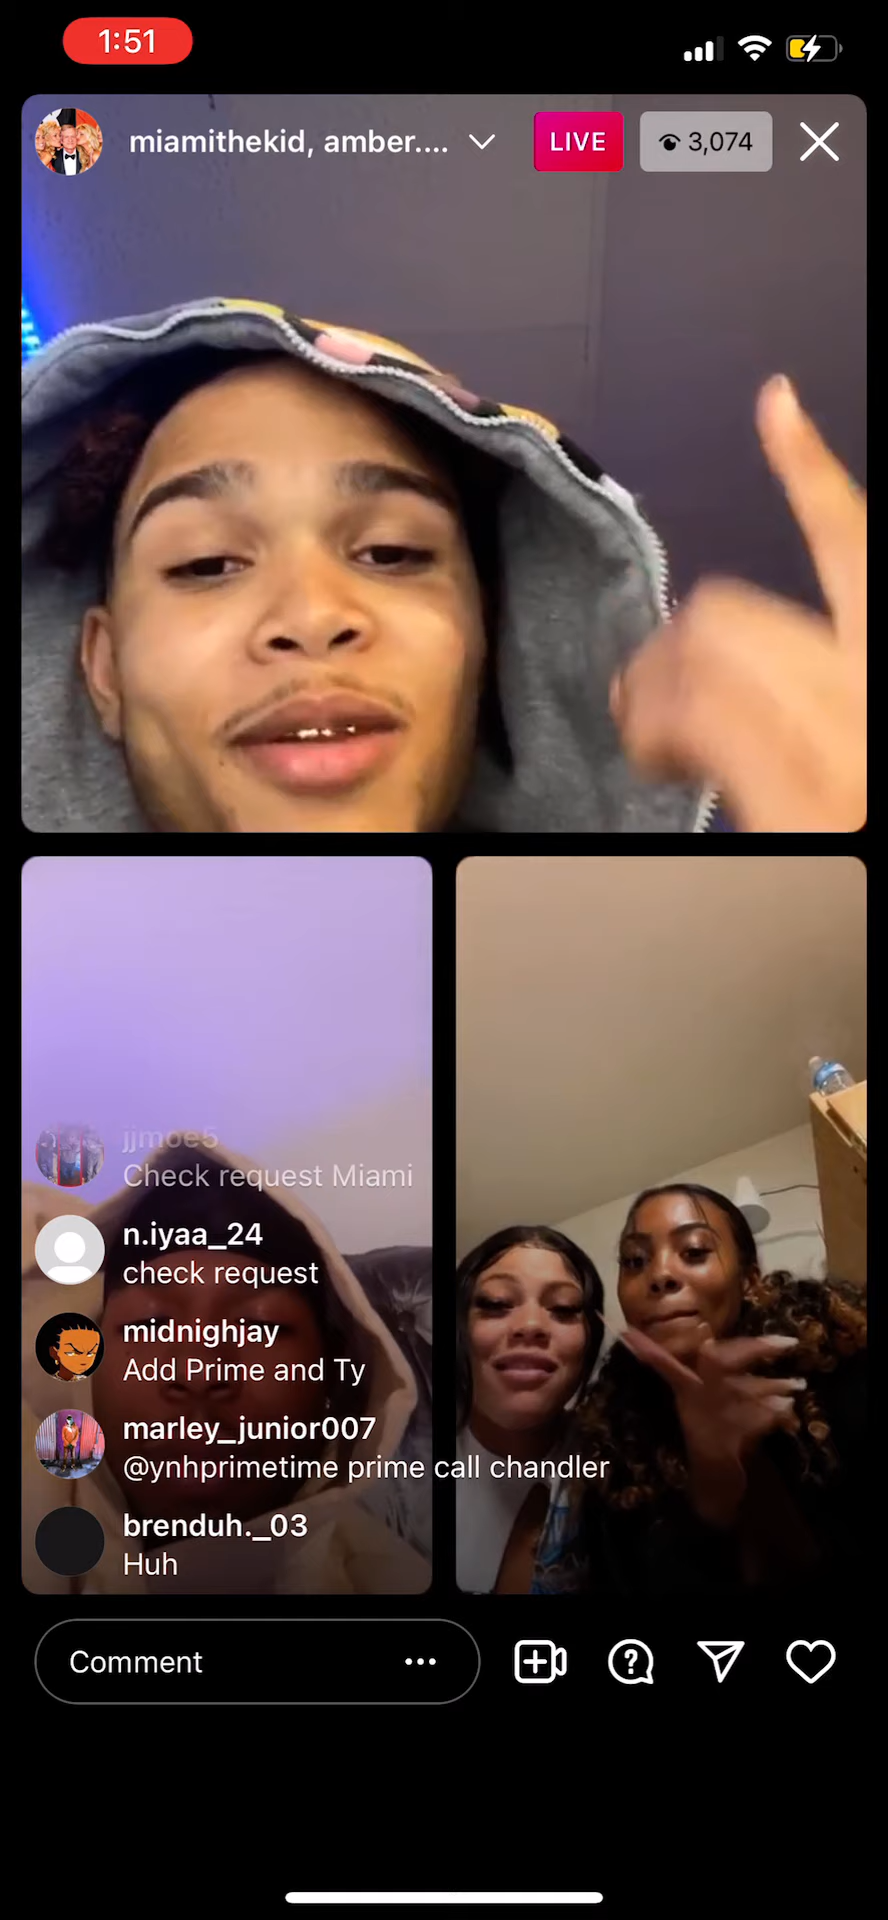 1:51
miamithekid, amber....
LIVE
3,074
jjmoe5
Check request Miami
n.iyaa_24
check request
midnighjay
Add Prime and Ty
marley_junior007
@ynhprimetime prime call chandler
brenduh._03
Huh
Comment